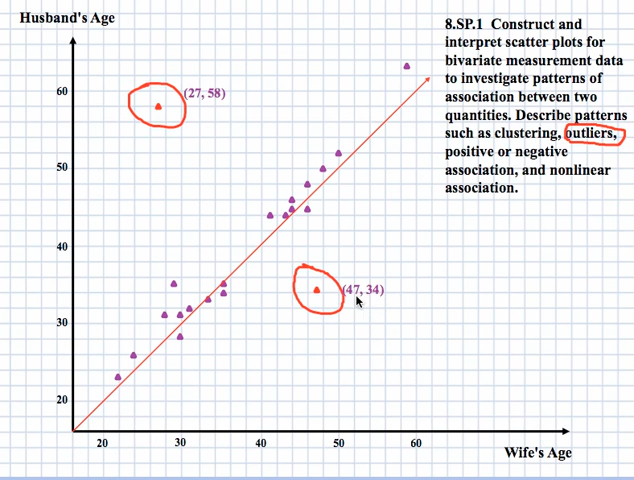 Husband's Age
8.SP.1 Construct and
interpret scatter plots for
bivariate measurement data
to investigate patterns of
association between two
quantities. Describe patterns
such as clustering, outliers,
positive or negative
association, and nonlinear
association.
60
(27, 58)
50
40
(47, 34)
30
20
20 30 40 50 60
Wife's Age